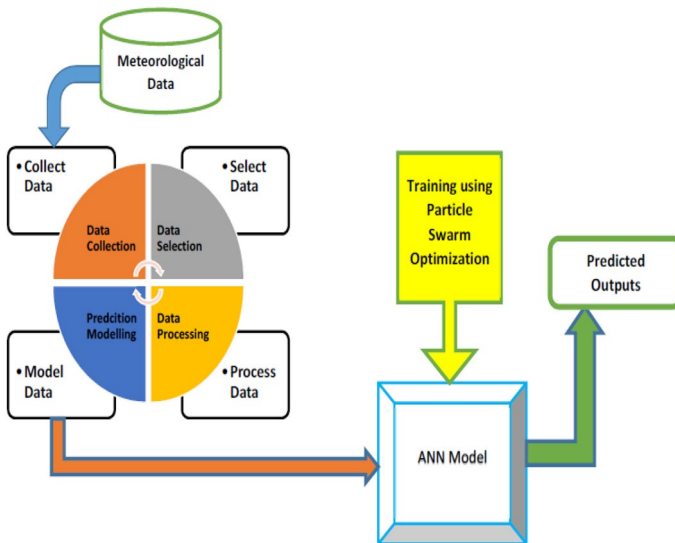 Meteorological
Data
• Collect
Data
• Select
Data
Data
Collection
Data
Selection
Predcition
Modelling
Data
Processing
• Model
Data
• Process
Data
Training using
Particle
Swarm
Optimization
Predicted
Outputs
ANN Model